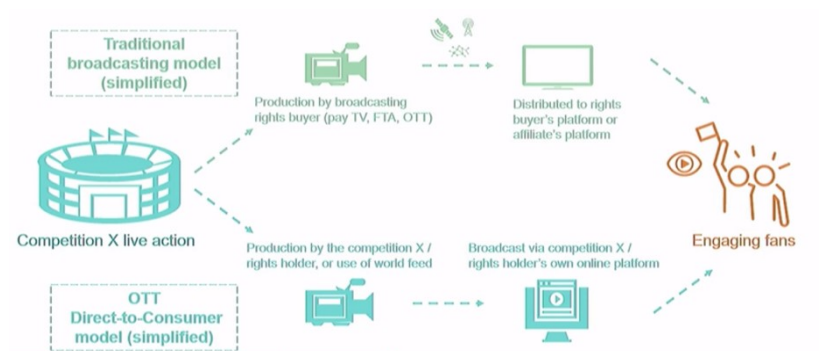 Traditional
broadcasting model
(simplified)
Production by broadcasting
rights buyer (pay TV, FTA, OTT)
Distributed to rights
buyer's platform or
affiliate's platform
Competition X live action
Engaging fans
Production by the competition X /
rights holder, or use of world feed
Broadcast via competition X /
rights holder's own online platform
OTT
Direct-to-Consumer
model (simplified)